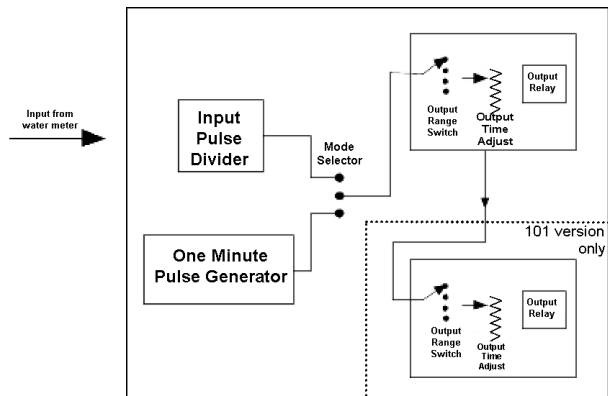 Input from
water meter
Input
Pulse
Divider
Mode
Selector
One Minute
Pulse Generator
Output
Range
Switch
Output
Time
Adjust
Output
Relay
101 version
only
Output
Range
Switch
Output
Time
Adjust
Output
Relay